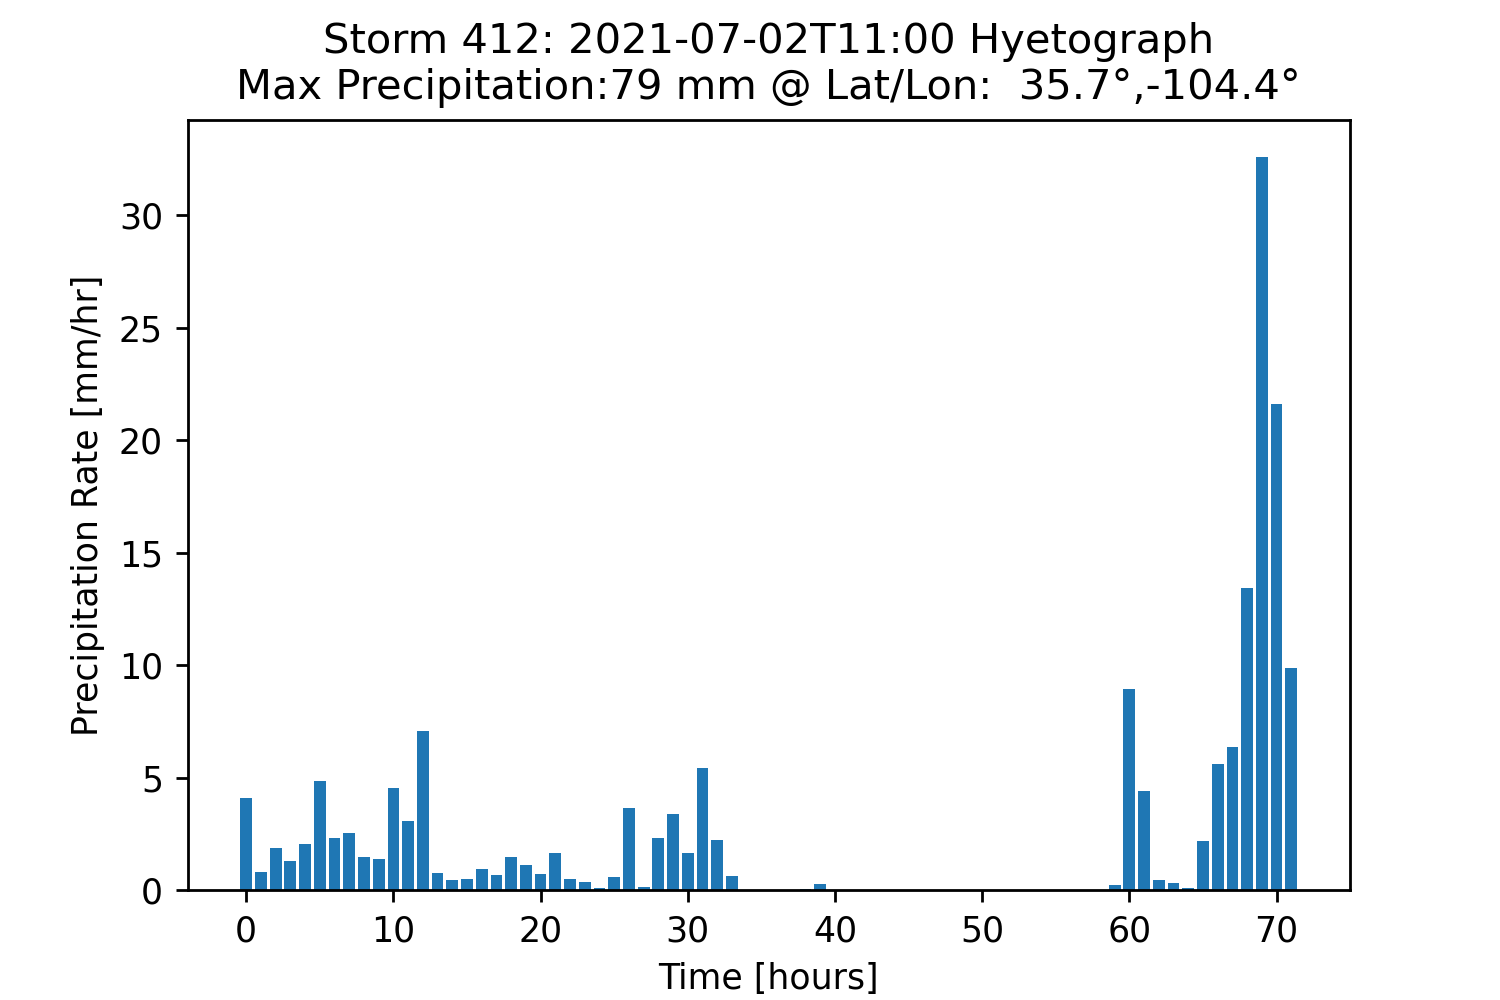 Storm 412: 2021-07-02T11:00 Hyetograph
Max Precipitation:79 mm @ Lat/Lon:  35.7°,-104.4°
Precipitation Rate [mm/hr]
30
25
20
15
10
5
0
0 10 20 30 40 50 60 70
Time [hours]